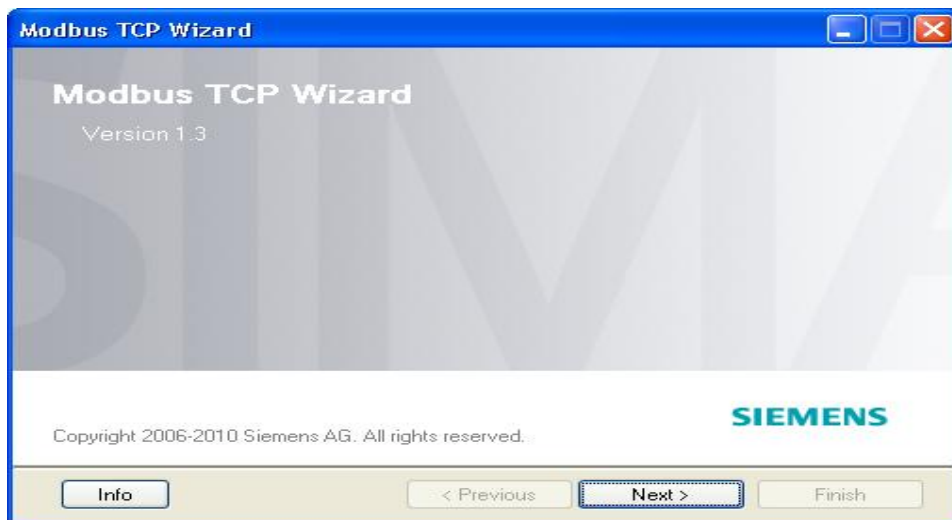 Modbus TCP Wizard
Modbus TCP Wizard
Version 1.3
SIEMENS
Copyright 2006-2010 Siemens AG. All rights reserved.
Info
< Previous
Next >
Finish